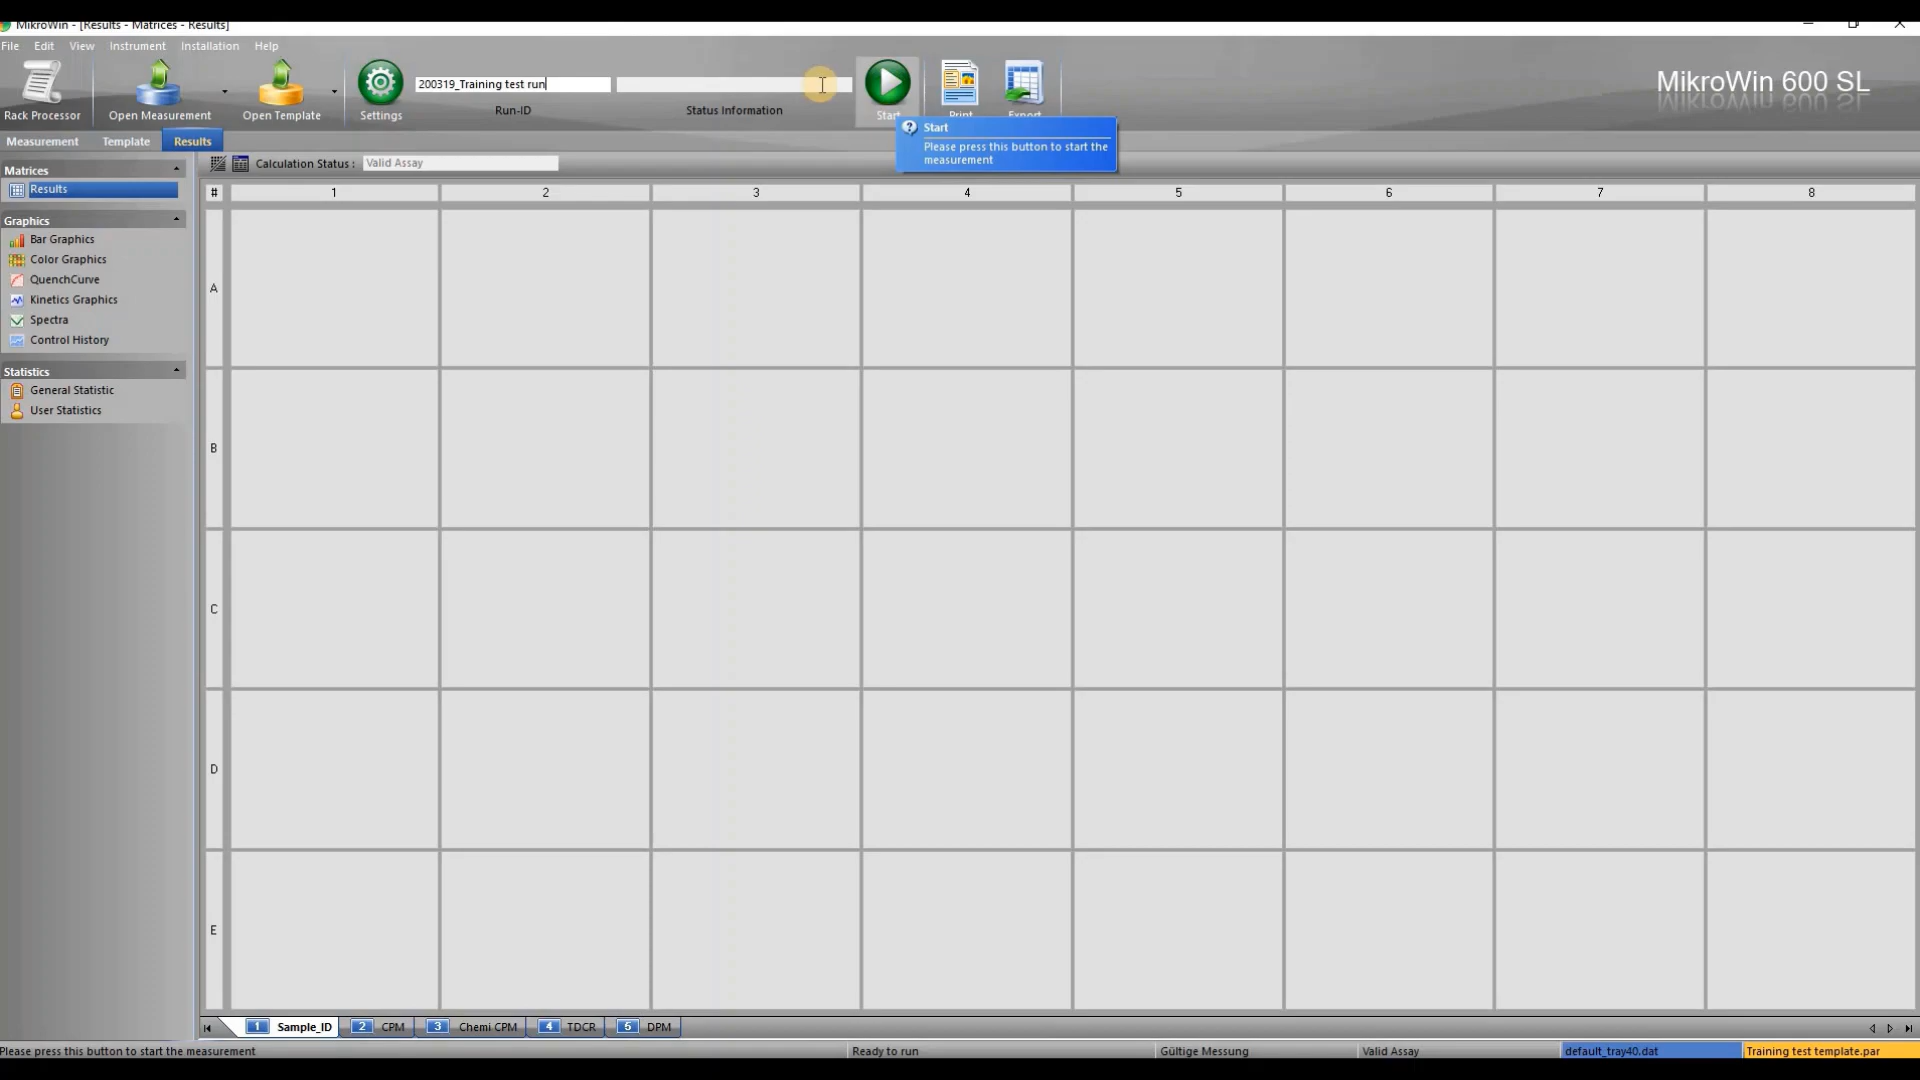 MikroWin - [Results - Matrices - Results]
File Edit View Instrument Installation Help
MikroWin 600 SL
200319_Training test run
Rack Processor Open Measurement Open Template Settings Run-ID Status Information Start Print Export
Start
Please press this button to start the
measurement
Measurement Template Results
Calculation Status : Valid Assay
Matrices
Results
Graphics
Bar Graphics
Color Graphics
QuenchCurve
Kinetics Graphics
Spectra
Control History
Statistics
General Statistic
User Statistics
# 1 2 3 4 5 6 7 8
A
B
C
D
E
1 Sample_ID 2 CPM 3 Chemi CPM 4 TDCR 5 DPM
Please press this button to start the measurement Ready to run Gültige Messung Valid Assay default_tray40.dat Training test template.par